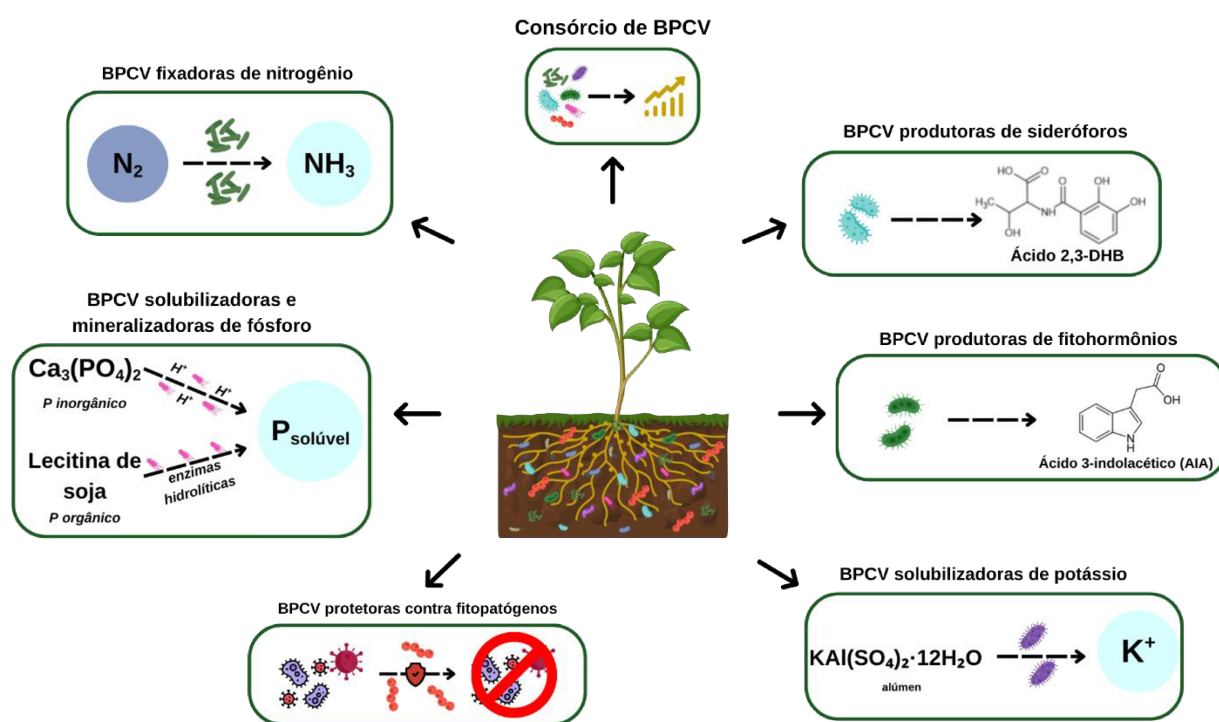 Consórcio de BPCV
BPCV fixadoras de nitrogênio
N₂
NH₃
BPCV produtoras de sideróforos
HO
O
O
OH
OH
H₃C
NH
OH
Ácido 2,3-DHB
BPCV solubilizadoras e
mineralizadoras de fósforo
Ca₃(PO₄)₂
H⁺
H⁺
H⁺
P inorgânico
Psolúvel
Lecitina de
soja
enzimas
hidrolíticas
P orgânico
BPCV produtoras de fitohormônios
O
OH
N
H
Ácido 3-indolacético (AIA)
BPCV protetoras contra fitopatógenos
BPCV solubilizadoras de potássio
KAl(SO₄)₂·12H₂O
alúmen
K⁺